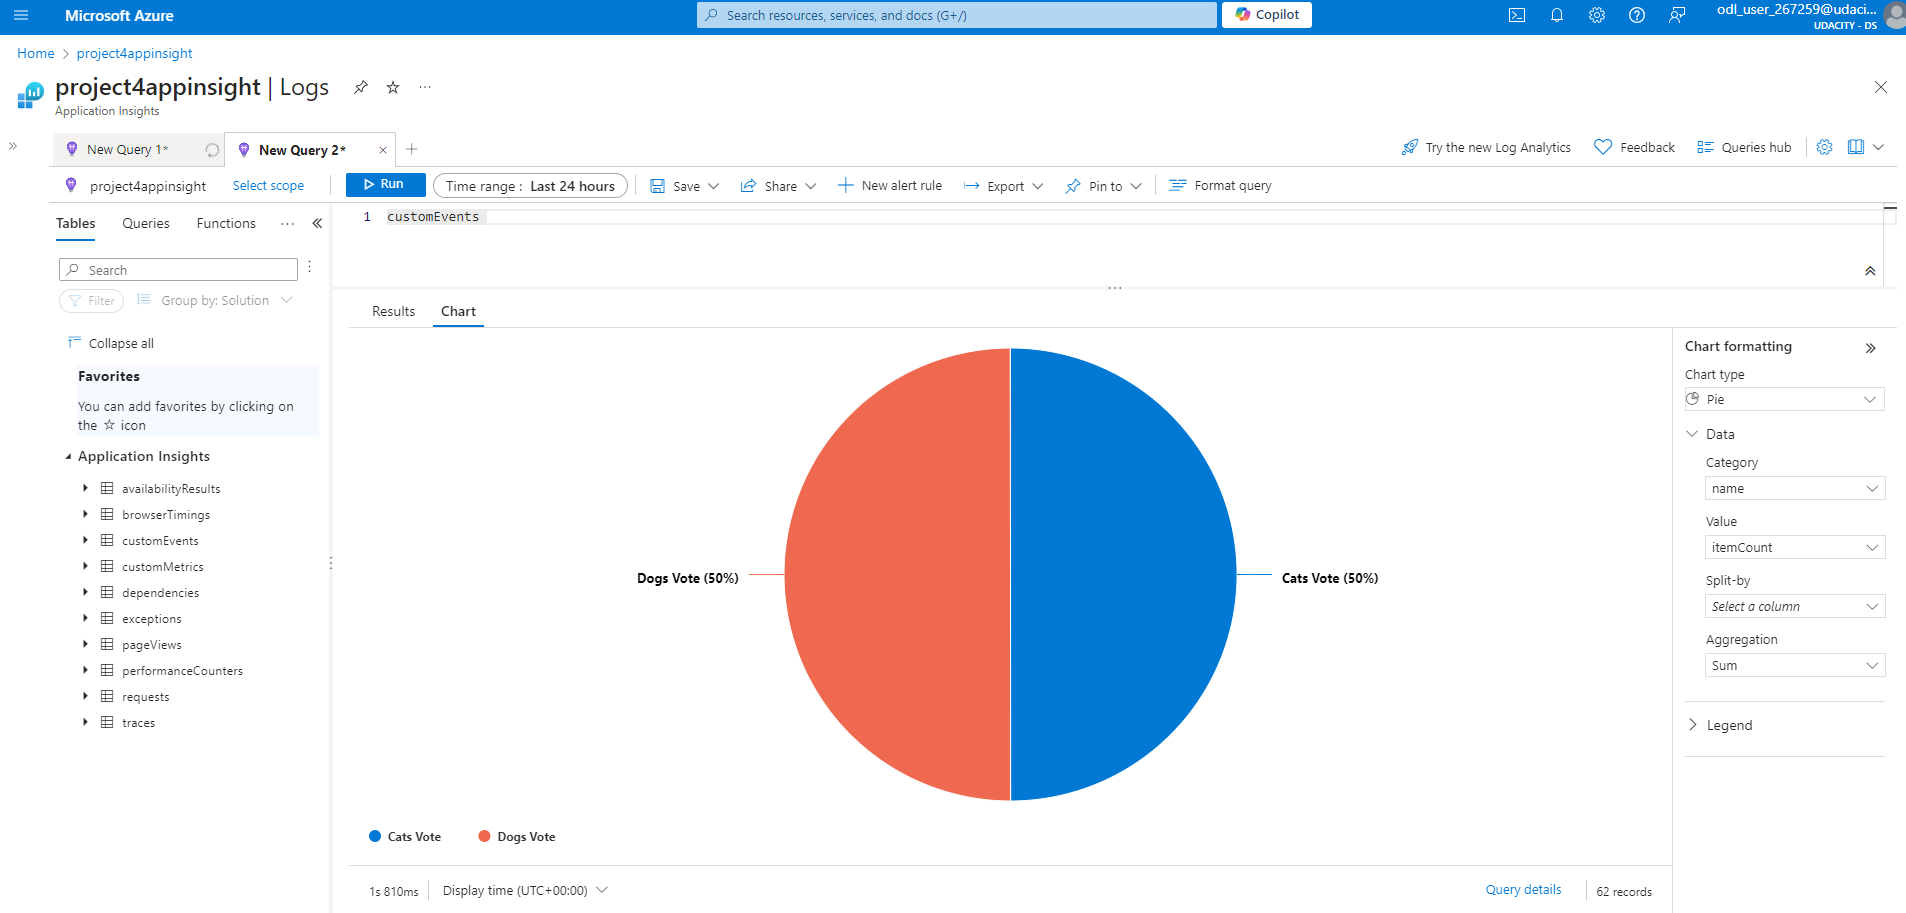 Microsoft Azure
Search resources, services, and docs (G+/)
Copilot
odl_user_267259@udaci...
UDACITY - DS
Home > project4appinsight
project4appinsight | Logs
Application Insights
New Query 1*
New Query 2*
Try the new Log Analytics
Feedback
Queries hub
project4appinsight
Select scope
Run
Time range : Last 24 hours
Save
Share
New alert rule
Export
Pin to
Format query
Tables
Queries
Functions
1 customEvents
Search
Filter
Group by: Solution
Collapse all
Favorites
You can add favorites by clicking on
the ☆ icon
Application Insights
availabilityResults
browserTimings
customEvents
customMetrics
dependencies
exceptions
pageViews
performanceCounters
requests
traces
Results
Chart
Dogs Vote (50%)
Cats Vote (50%)
Cats Vote
Dogs Vote
Chart formatting
Chart type
Pie
Data
Category
name
Value
itemCount
Split-by
Select a column
Aggregation
Sum
Legend
1s 810ms
Display time (UTC+00:00)
Query details
62 records